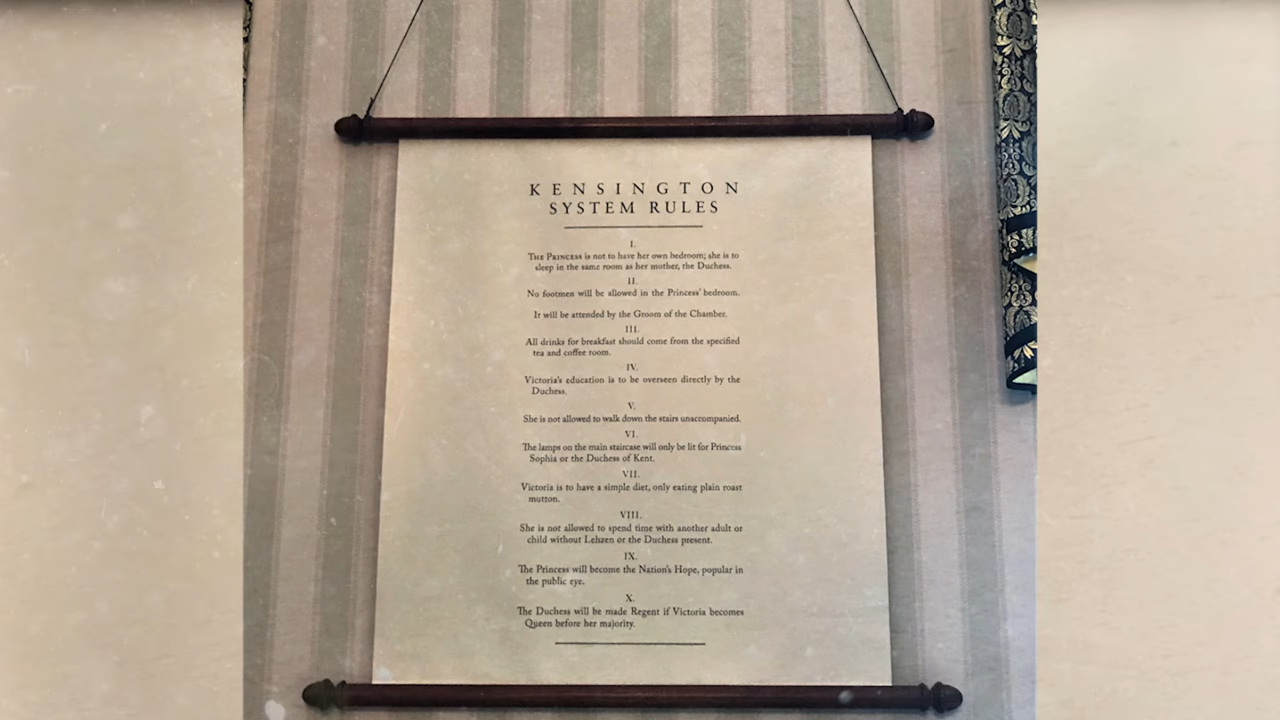 KENSINGTON
SYSTEM RULES
I.
THE PRINCESS is not to have her own bedroom; she is to
sleep in the same room as her mother, the Duchess.
II.
No footmen will be allowed in the Princess' bedroom.
It will be attended by the Groom of the Chamber.
III.
All drinks for breakfast should come from the specified
tea and coffee room.
IV.
Victoria's education is to be overseen directly by the
Duchess.
V.
She is not allowed to walk down the stairs unaccompanied.
VI.
The lamps on the main staircase will only be lit for Princess
Sophia or the Duchess of Kent.
VII.
Victoria is to have a simple diet, only eating plain roast
mutton.
VIII.
She is not allowed to spend time with another adult or
child without Lehzen or the Duchess present.
IX.
The Princess will become the Nation's Hope, popular in
the public eye.
X.
The Duchess will be made Regent if Victoria becomes
Queen before her majority.